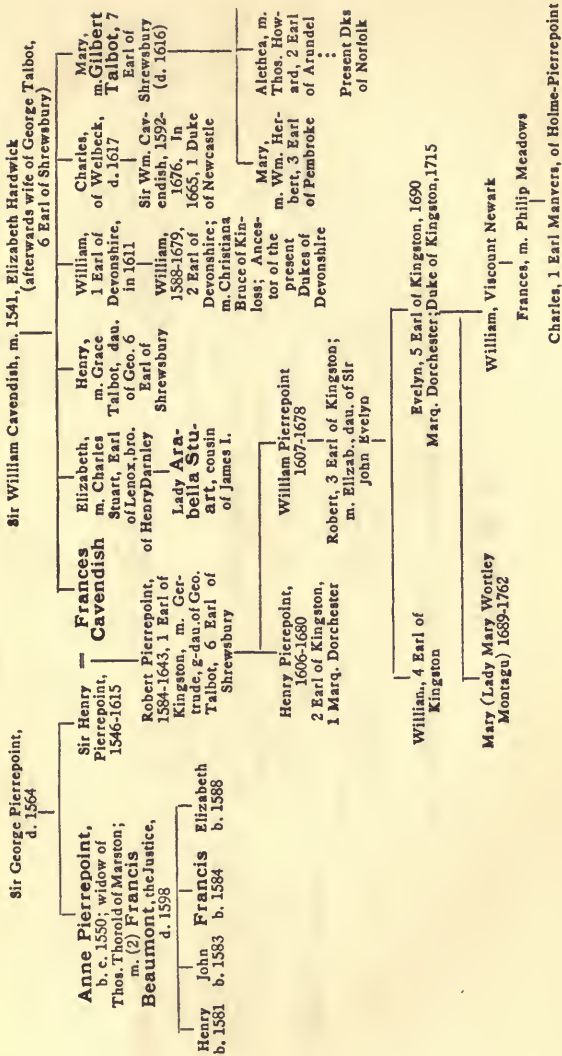 Sir George Pierrepoint,
d. 1564
Sir William Cavendish, m. 1541, Elizabeth Hardwick
(afterwards wife of George Talbot,
6 Earl of Shrewsbury)
Anne Pierrepoint,
b. c. 1550; widow of
Thos. Thorold of Marston;
m. (2) Francis
Beaumont, the Justice,
d. 1598
Sir Henry
Pierrepoint,
1546-1615
= Frances
Cavendish
Elizabeth,
m. Charles
Stuart, Earl
of Lenox, bro.
of Henry Darnley
Henry,
m. Grace
Talbot, dau.
of Geo. 6
Earl of
Shrewsbury
William,
1 Earl of
Devonshire,
in 1611
Charles,
of Welbeck,
d. 1617
Mary,
m. Gilbert
Talbot, 7
Earl of
Shrewsbury
(d. 1616)
Henry
b. 1581
John
b. 1583
Francis
b. 1584
Elizabeth
b. 1588
Robert Pierrepoint,
1584-1643, 1 Earl of
Kingston, m. Ger-
trude, g-dau. of Geo.
Talbot, 6 Earl of
Shrewsbury
Lady Ara-
bella Stu-
art, cousin
of James I.
William,
1588-1679,
2 Earl of
Devonshire;
m. Christiana
Bruce of Kin-
loss; Ances-
tor of the
present
Dukes of
Devonshire
Sir Wm. Cav-
endish, 1592-
1676, In
1665, 1 Duke
of Newcastle
Mary,
m. Wm. Her-
bert, 3 Earl
of Pembroke
Alethea, m.
Thos. How-
ard, 2 Earl
of Arundel
:
:
Present Dks
of Norfolk
Henry Pierepoint,
1606-1680
2 Earl of Kingston,
1 Marq. Dorchester
William Pierrepoint
1607-1678
Robert, 3 Earl of Kingston;
m. Elizab., dau. of Sir
John Evelyn
William, 4 Earl of
Kingston
Evelyn, 5 Earl of Kingston, 1690
Marq. Dorchester; Duke of Kingston, 1715
Mary (Lady Mary Wortley
Montagu) 1689-1762
William, Viscount Newark
Frances, m. Philip Meadows
Charles, 1 Earl Manvers, of Holme-Pierrepoint